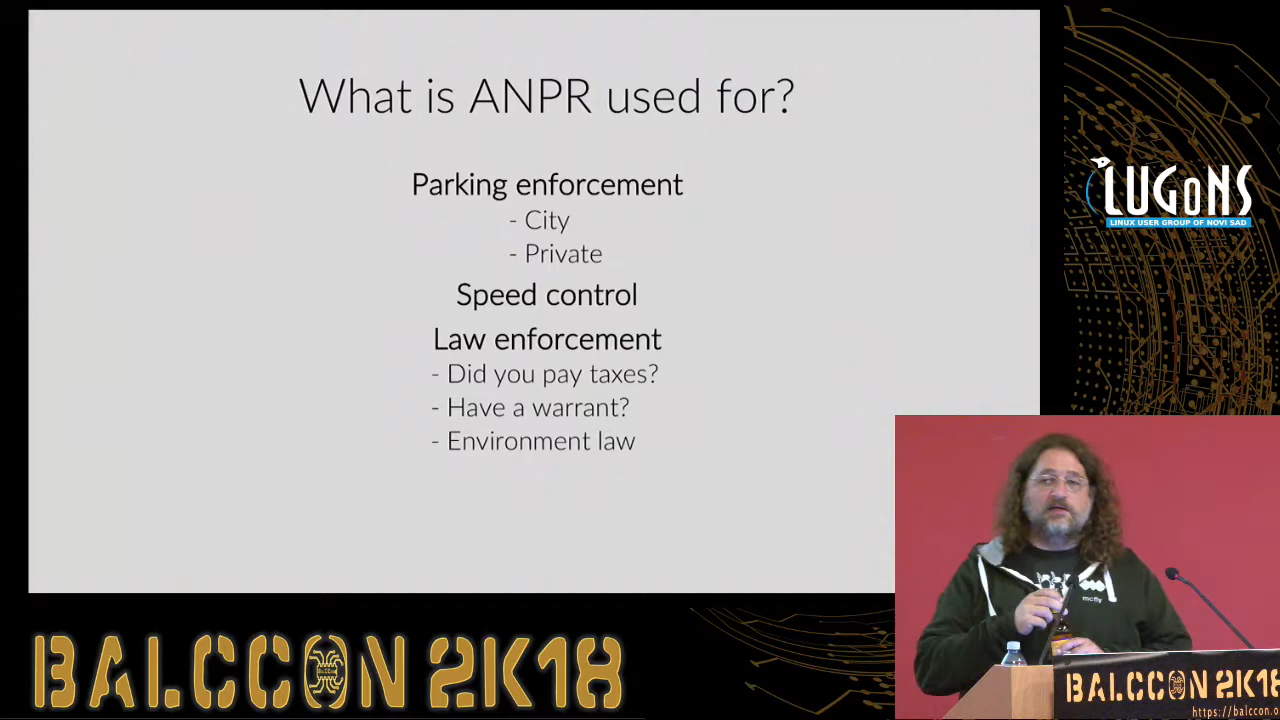 What is ANPR used for?
Parking enforcement
- City
- Private
Speed control
Law enforcement
- Did you pay taxes?
- Have a warrant?
- Environment law
LUGoNS
LINUX USER GROUP OF NOVI SAD
mcfly
BALCCON 2K18
BALCCON 2K18
https://balccon.o